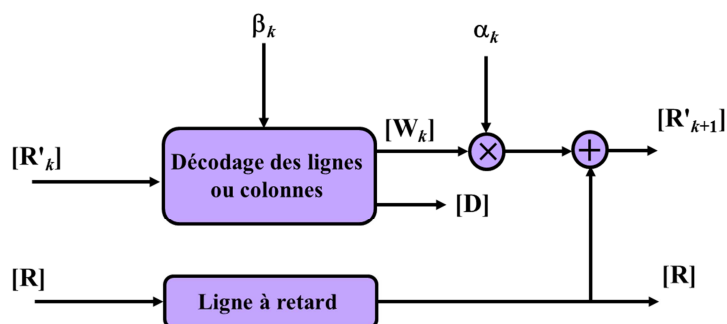 βk
αk
[Wk]
[R'k+1]
[R'k]
Décodage des lignes
ou colonnes
[D]
[R]
Ligne à retard
[R]